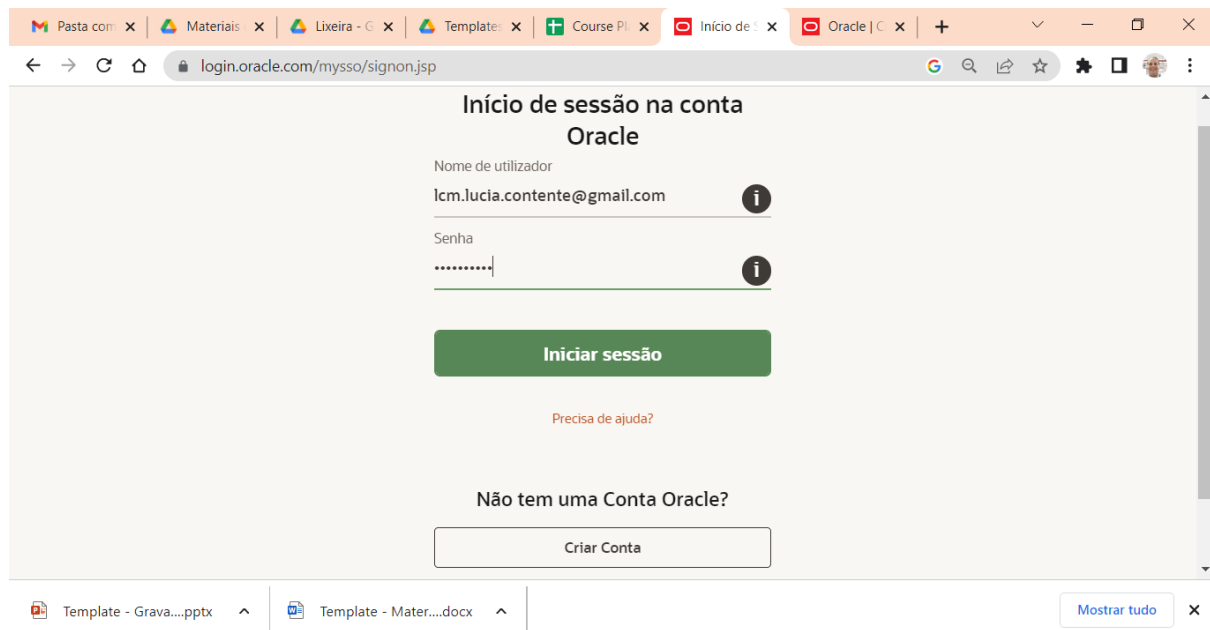 Pasta com
Materiais
Lixeira - G
Templates
Course Pl
Início de S
Oracle | C
login.oracle.com/mysso/signon.jsp
Início de sessão na conta
Oracle
Nome de utilizador
lcm.lucia.contente@gmail.com
i
Senha
••••••••••
i
Iniciar sessão
Precisa de ajuda?
Não tem uma Conta Oracle?
Criar Conta
Template - Grava....pptx
Template - Mater....docx
Mostrar tudo